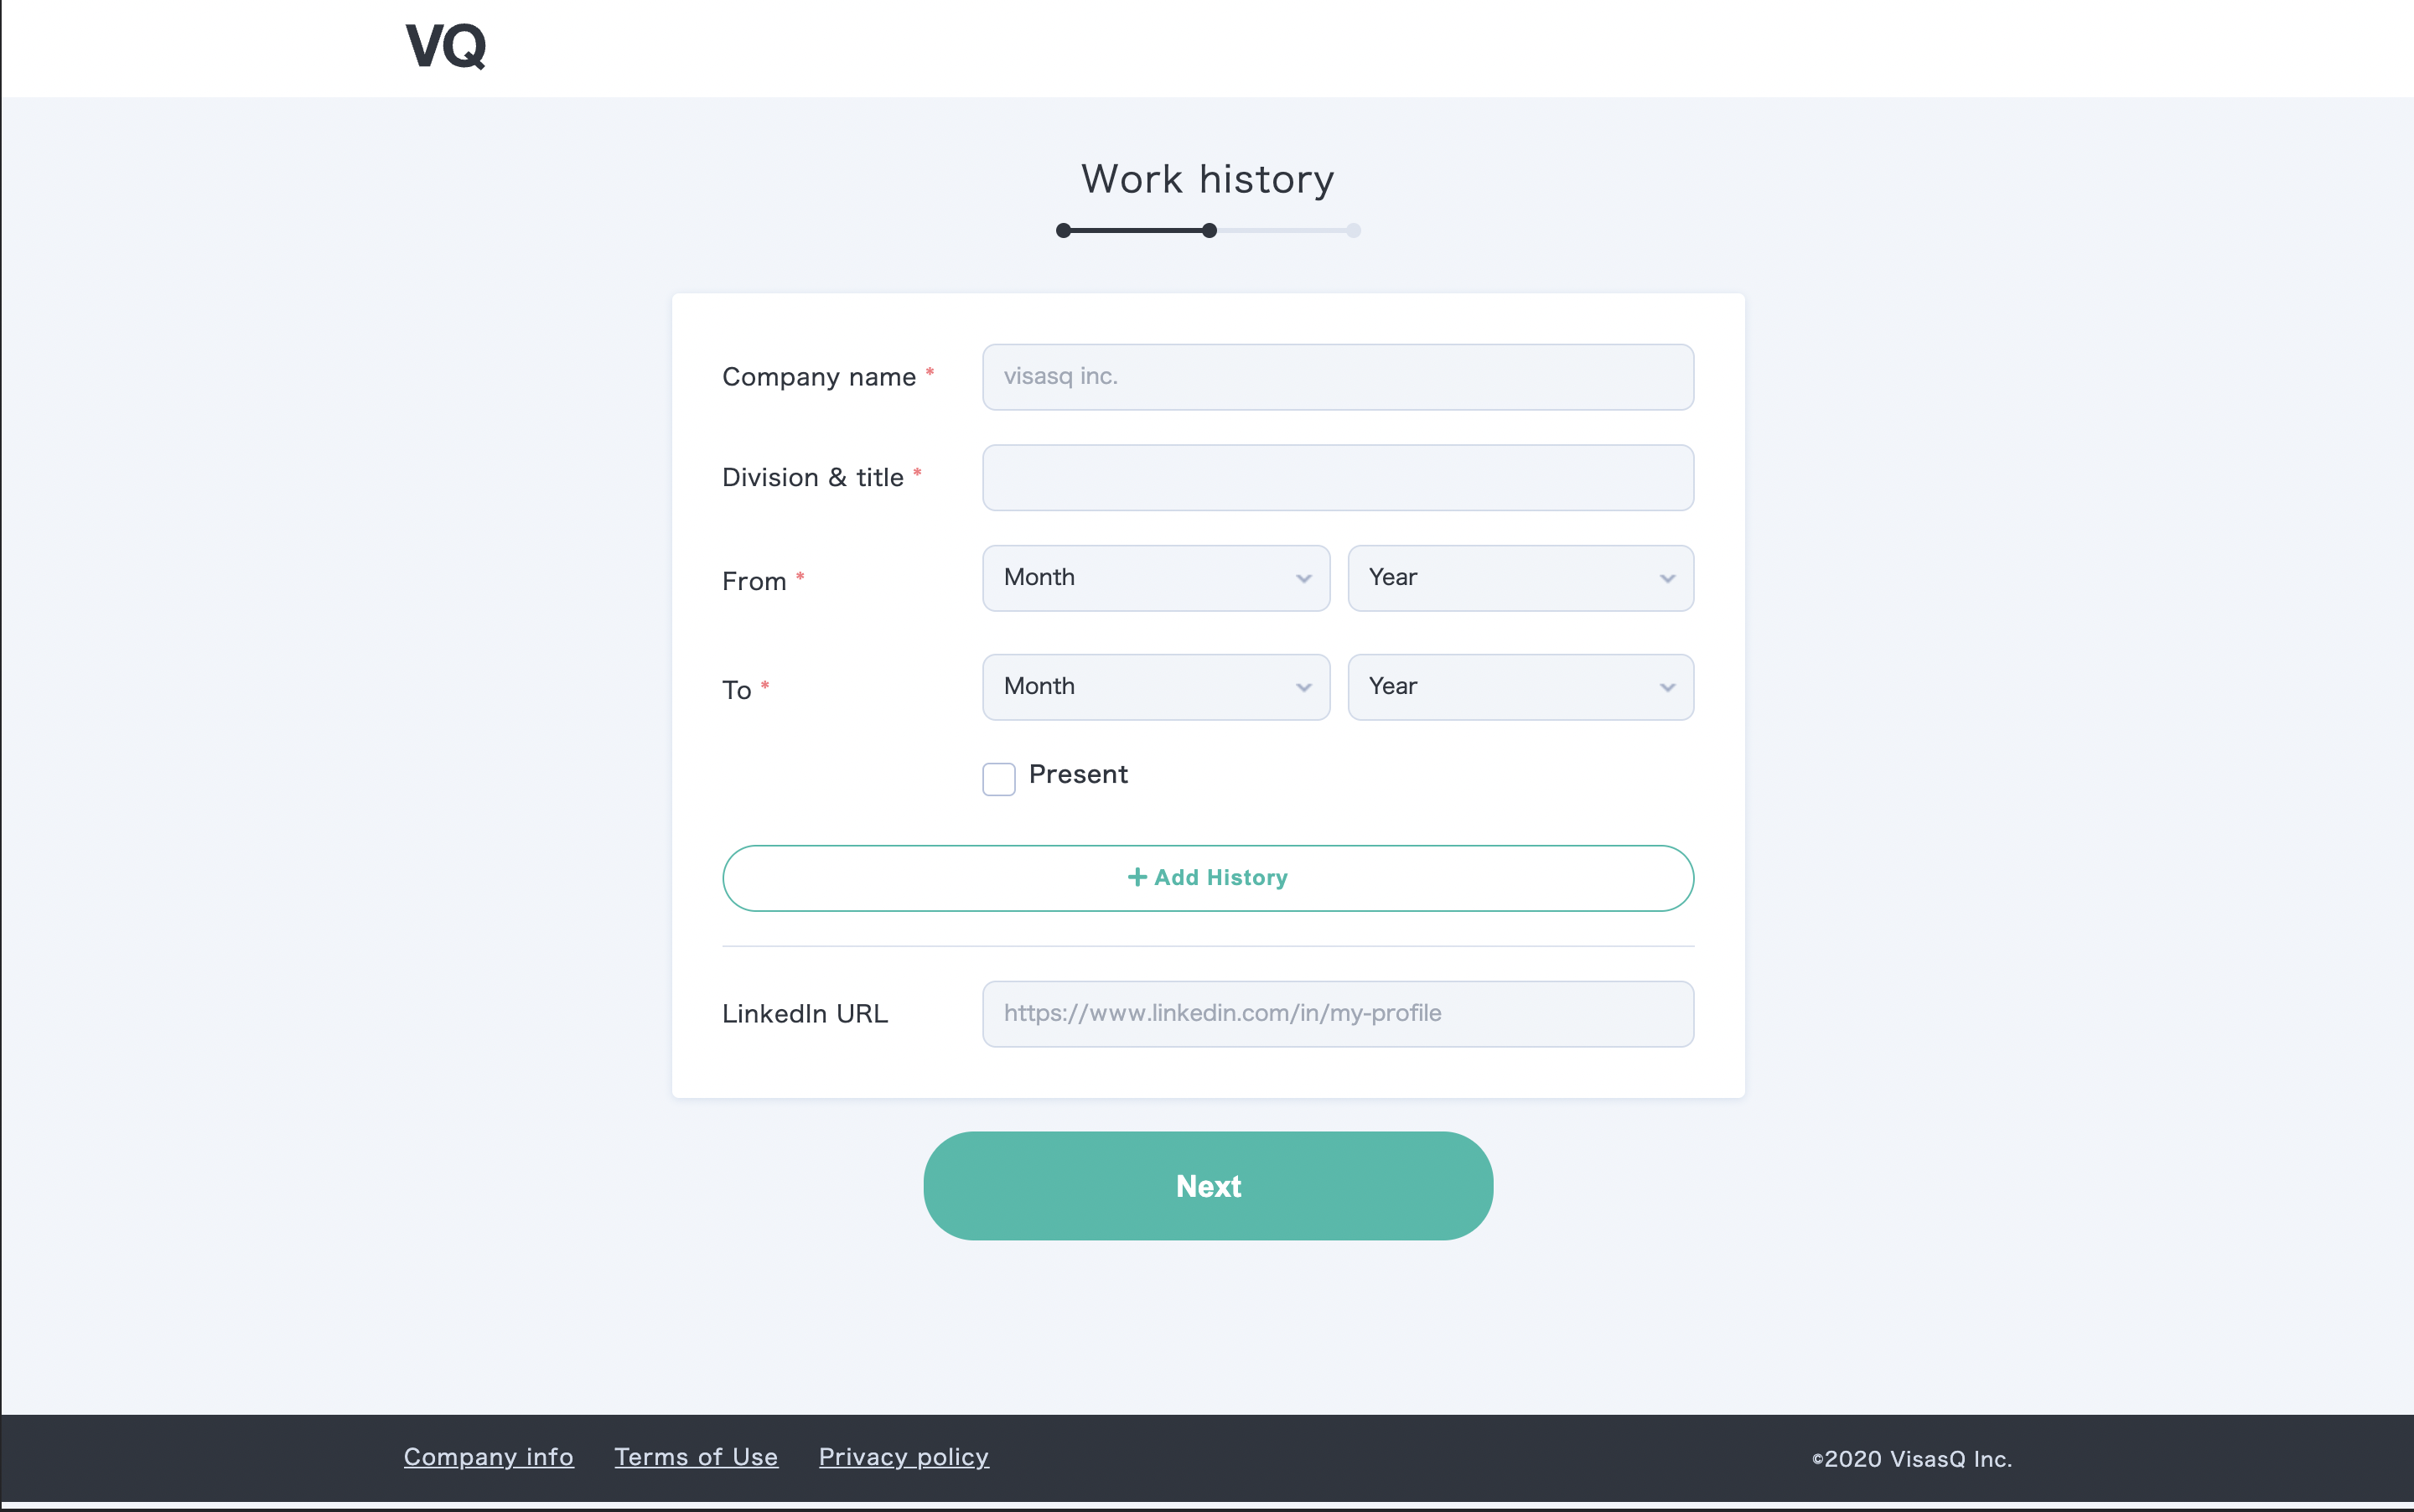 VQ
Work history
Company name *
visasq inc.
Division & title *
From *
Month Year
To *
Month Year
Present
+ Add History
LinkedIn URL
https://www.linkedin.com/in/my-profile
Next
Company info Terms of Use Privacy policy ©2020 VisasQ Inc.